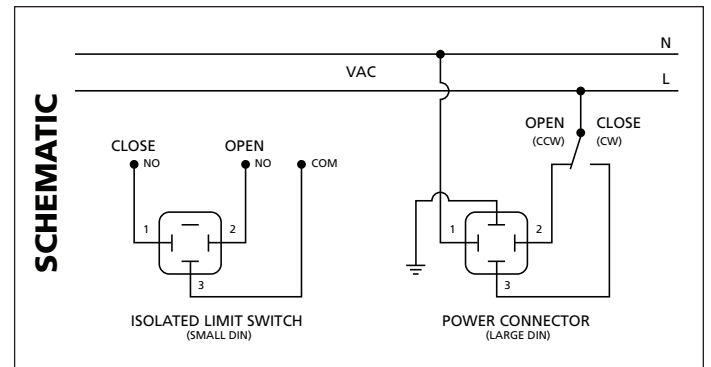 SCHEMATIC
N
VAC
L
OPEN CLOSE
(CCW) (CW)
CLOSE OPEN
NO NO COM
1 2
3
1 2
3
ISOLATED LIMIT SWITCH
(SMALL DIN)
POWER CONNECTOR
(LARGE DIN)